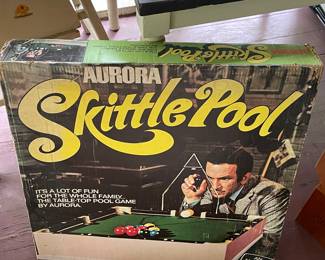 Skittle Pool
AURORA
Skittle Pool
IT'S A LOT OF FUN
FOR THE WHOLE FAMILY.
THE TABLE-TOP POOL GAME
BY AURORA.